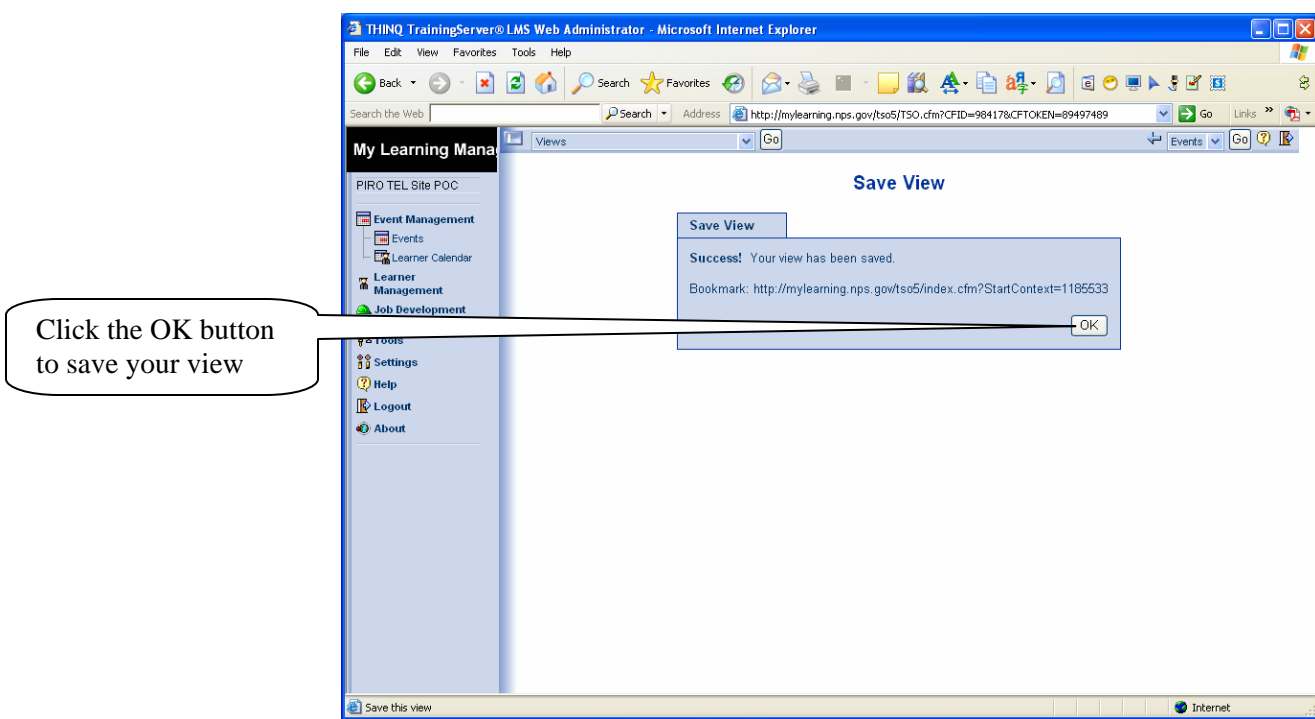 THINQ TrainingServer® LMS Web Administrator - Microsoft Internet Explorer
File Edit View Favorites Tools Help
Back Search Favorites
Search the Web Search Address http://mylearning.nps.gov/tso5/TSO.cfm?CFID=98417&CFTOKEN=89497489 Go Links »
My Learning Mana
Views Go Events Go
PIRO TEL Site POC
Save View
Event Management
Events
Learner Calendar
Learner
Management
Job Development
Tools
Settings
Help
Logout
About
Save View
Success! Your view has been saved.
Bookmark: http://mylearning.nps.gov/tso5/index.cfm?StartContext=1185533
OK
Click the OK button
to save your view
Save this view Internet